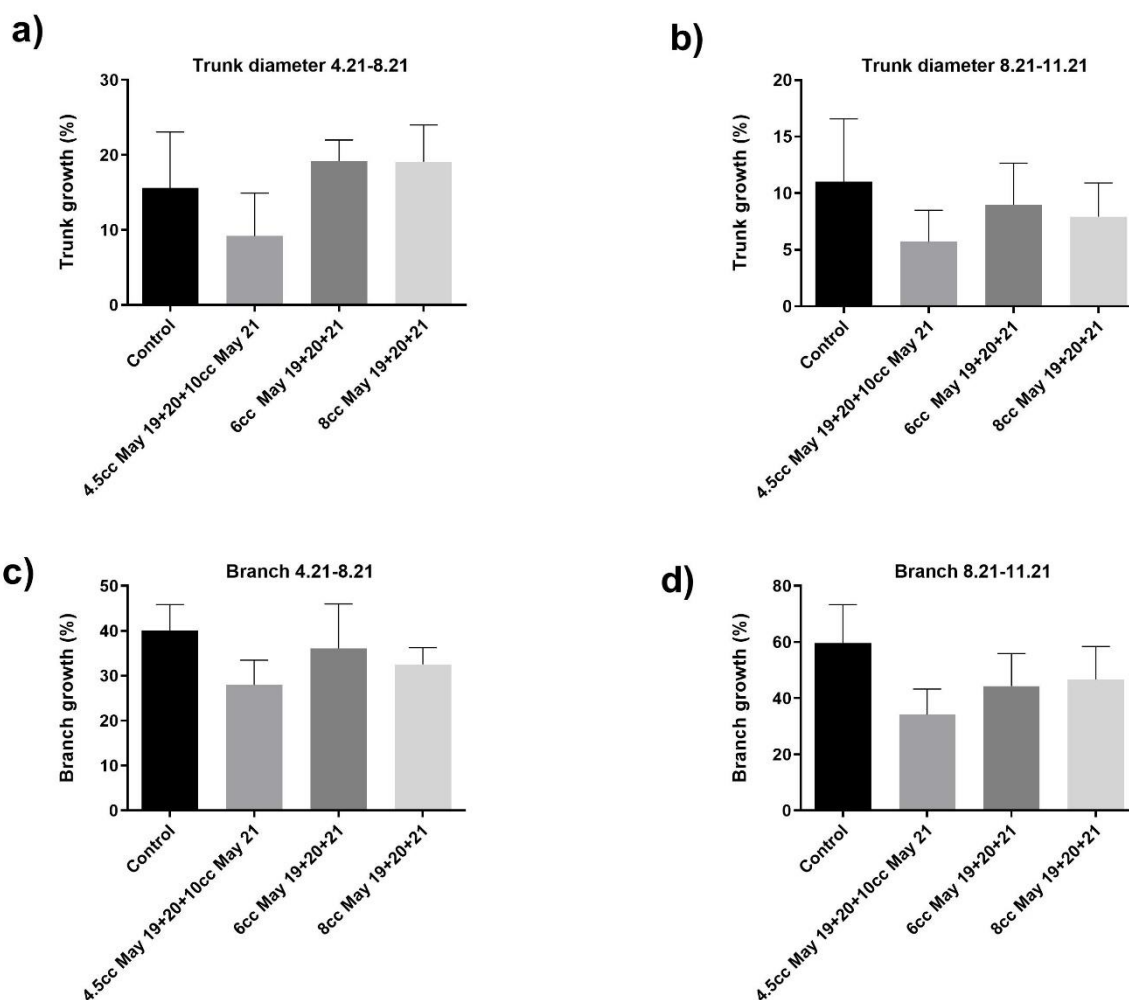 a)
Trunk diameter 4.21-8.21
Trunk growth (%)
30
20
10
0
Control
4.5cc May 19+20+10cc May 21
6cc May 19+20+21
8cc May 19+20+21
b)
Trunk diameter 8.21-11.21
Trunk growth (%)
20
15
10
5
0
Control
4.5cc May 19+20+10cc May 21
6cc May 19+20+21
8cc May 19+20+21
c)
Branch 4.21-8.21
Branch growth (%)
50
40
30
20
10
0
Control
4.5cc May 19+20+10cc May 21
6cc May 19+20+21
8cc May 19+20+21
d)
Branch 8.21-11.21
Branch growth (%)
80
60
40
20
0
Control
4.5cc May 19+20+10cc May 21
6cc May 19+20+21
8cc May 19+20+21